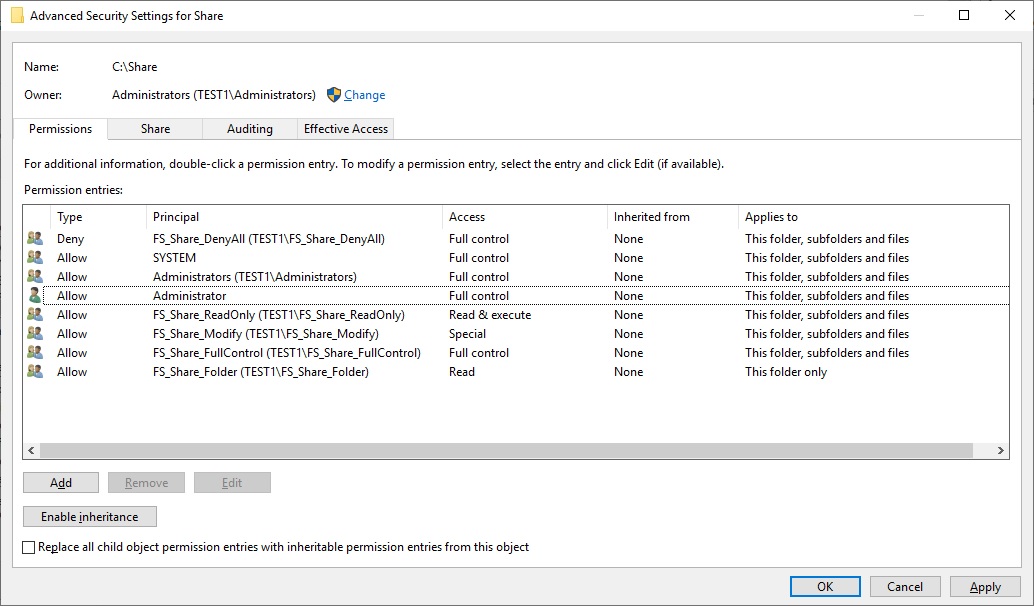 Advanced Security Settings for Share
Name: C:\Share
Owner: Administrators (TEST1\Administrators) Change
Permissions Share Auditing Effective Access
For additional information, double-click a permission entry. To modify a permission entry, select the entry and click Edit (if available).
Permission entries:
Type Principal Access Inherited from Applies to
Deny FS_Share_DenyAll (TEST1\FS_Share_DenyAll) Full control None This folder, subfolders and files
Allow SYSTEM Full control None This folder, subfolders and files
Allow Administrators (TEST1\Administrators) Full control None This folder, subfolders and files
Allow Administrator Full control None This folder, subfolders and files
Allow FS_Share_ReadOnly (TEST1\FS_Share_ReadOnly) Read & execute None This folder, subfolders and files
Allow FS_Share_Modify (TEST1\FS_Share_Modify) Special None This folder, subfolders and files
Allow FS_Share_FullControl (TEST1\FS_Share_FullControl) Full control None This folder, subfolders and files
Allow FS_Share_Folder (TEST1\FS_Share_Folder) Read None This folder only
Add Remove Edit
Enable inheritance
Replace all child object permission entries with inheritable permission entries from this object
OK Cancel Apply